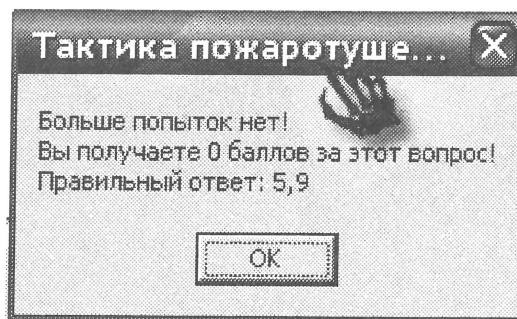 Тактика пожаротуше...
Больше попыток нет!
Вы получаете 0 баллов за этот вопрос!
Правильный ответ: 5,9
OK